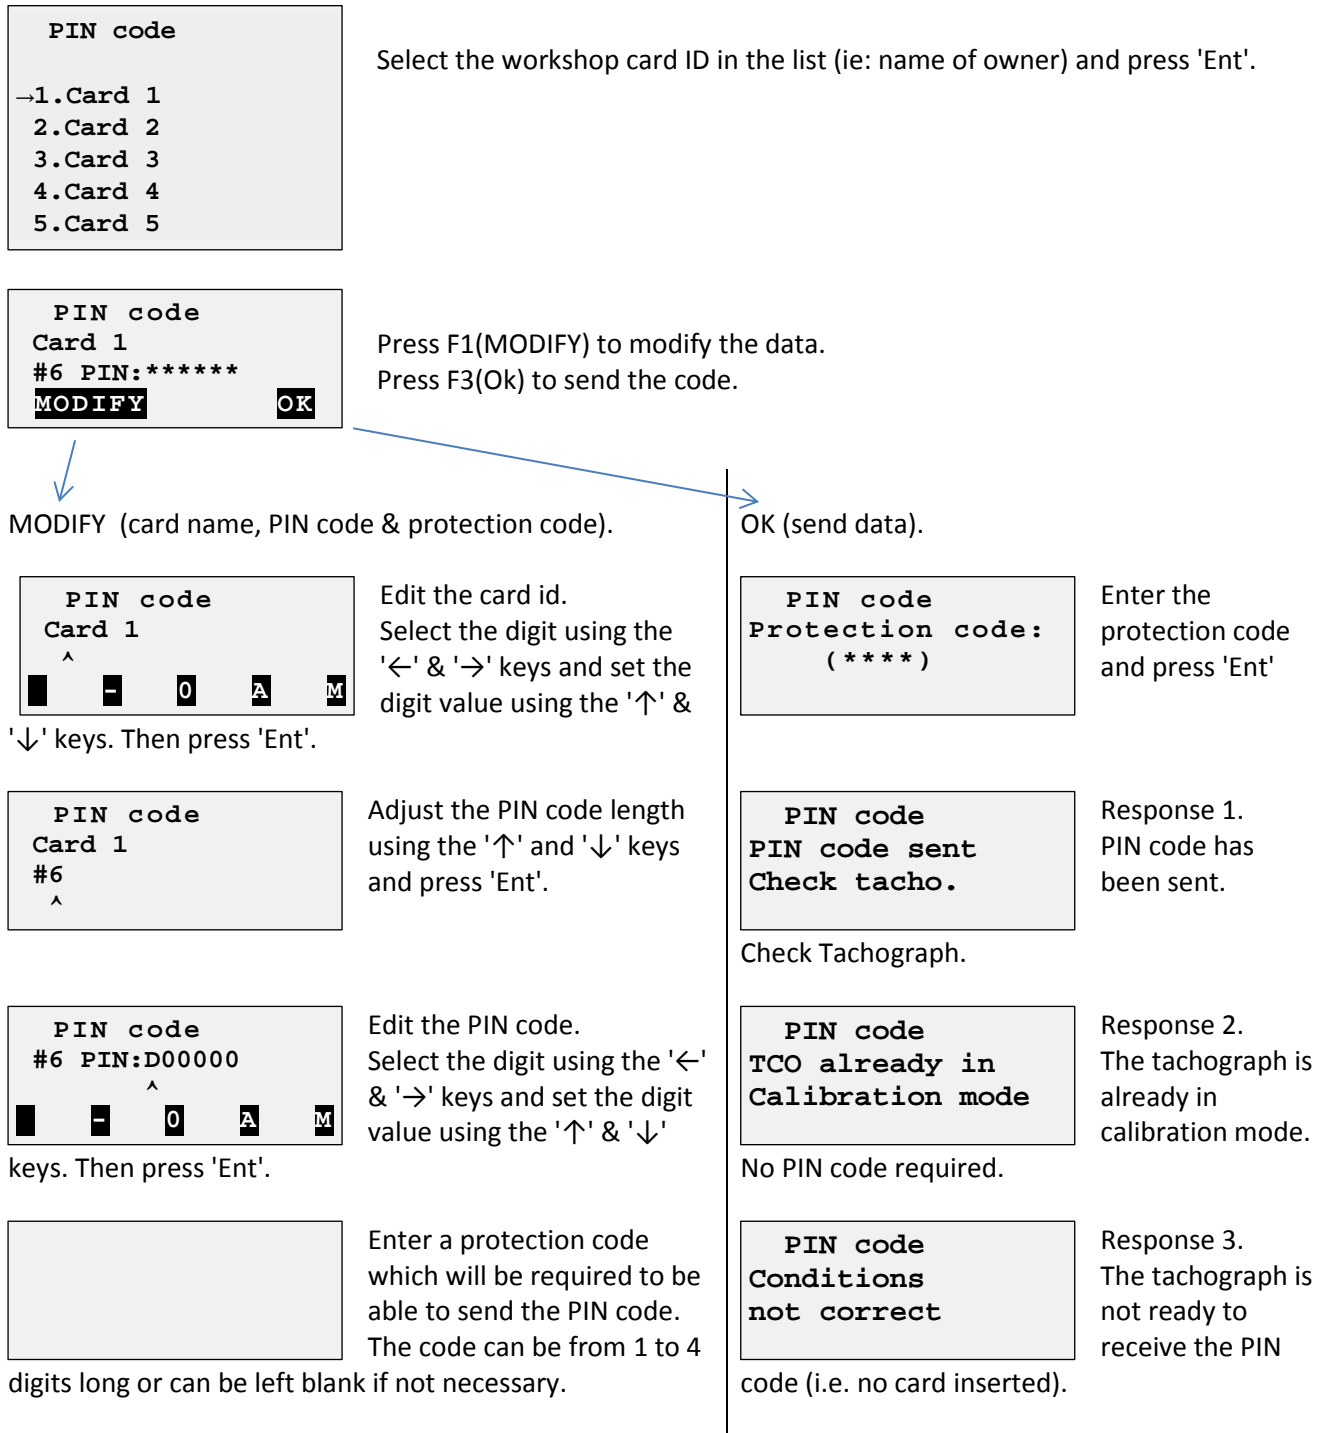 PIN code
→1.Card 1
2.Card 2
3.Card 3
4.Card 4
5.Card 5
Select the workshop card ID in the list (ie: name of owner) and press 'Ent'.
PIN code
Card 1
#6 PIN:******
MODIFY OK
Press F1(MODIFY) to modify the data.
Press F3(Ok) to send the code.
MODIFY (card name, PIN code & protection code).
PIN code
Card 1
^
- 0 A M
Edit the card id.
Select the digit using the
'←' & '→' keys and set the
digit value using the '↑' &
'↓' keys. Then press 'Ent'.
PIN code
Card 1
#6
^
Adjust the PIN code length
using the '↑' and '↓' keys
and press 'Ent'.
PIN code
#6 PIN:D00000
^
- 0 A M
Edit the PIN code.
Select the digit using the '←'
& '→' keys and set the digit
value using the '↑' & '↓'
keys. Then press 'Ent'.
Enter a protection code
which will be required to be
able to send the PIN code.
The code can be from 1 to 4
digits long or can be left blank if not necessary.
OK (send data).
PIN code
Protection code:
(****)
Enter the
protection code
and press 'Ent'
PIN code
PIN code sent
Check tacho.
Response 1.
PIN code has
been sent.
Check Tachograph.
PIN code
TCO already in
Calibration mode
Response 2.
The tachograph is
already in
calibration mode.
No PIN code required.
PIN code
Conditions
not correct
Response 3.
The tachograph is
not ready to
receive the PIN
code (i.e. no card inserted).